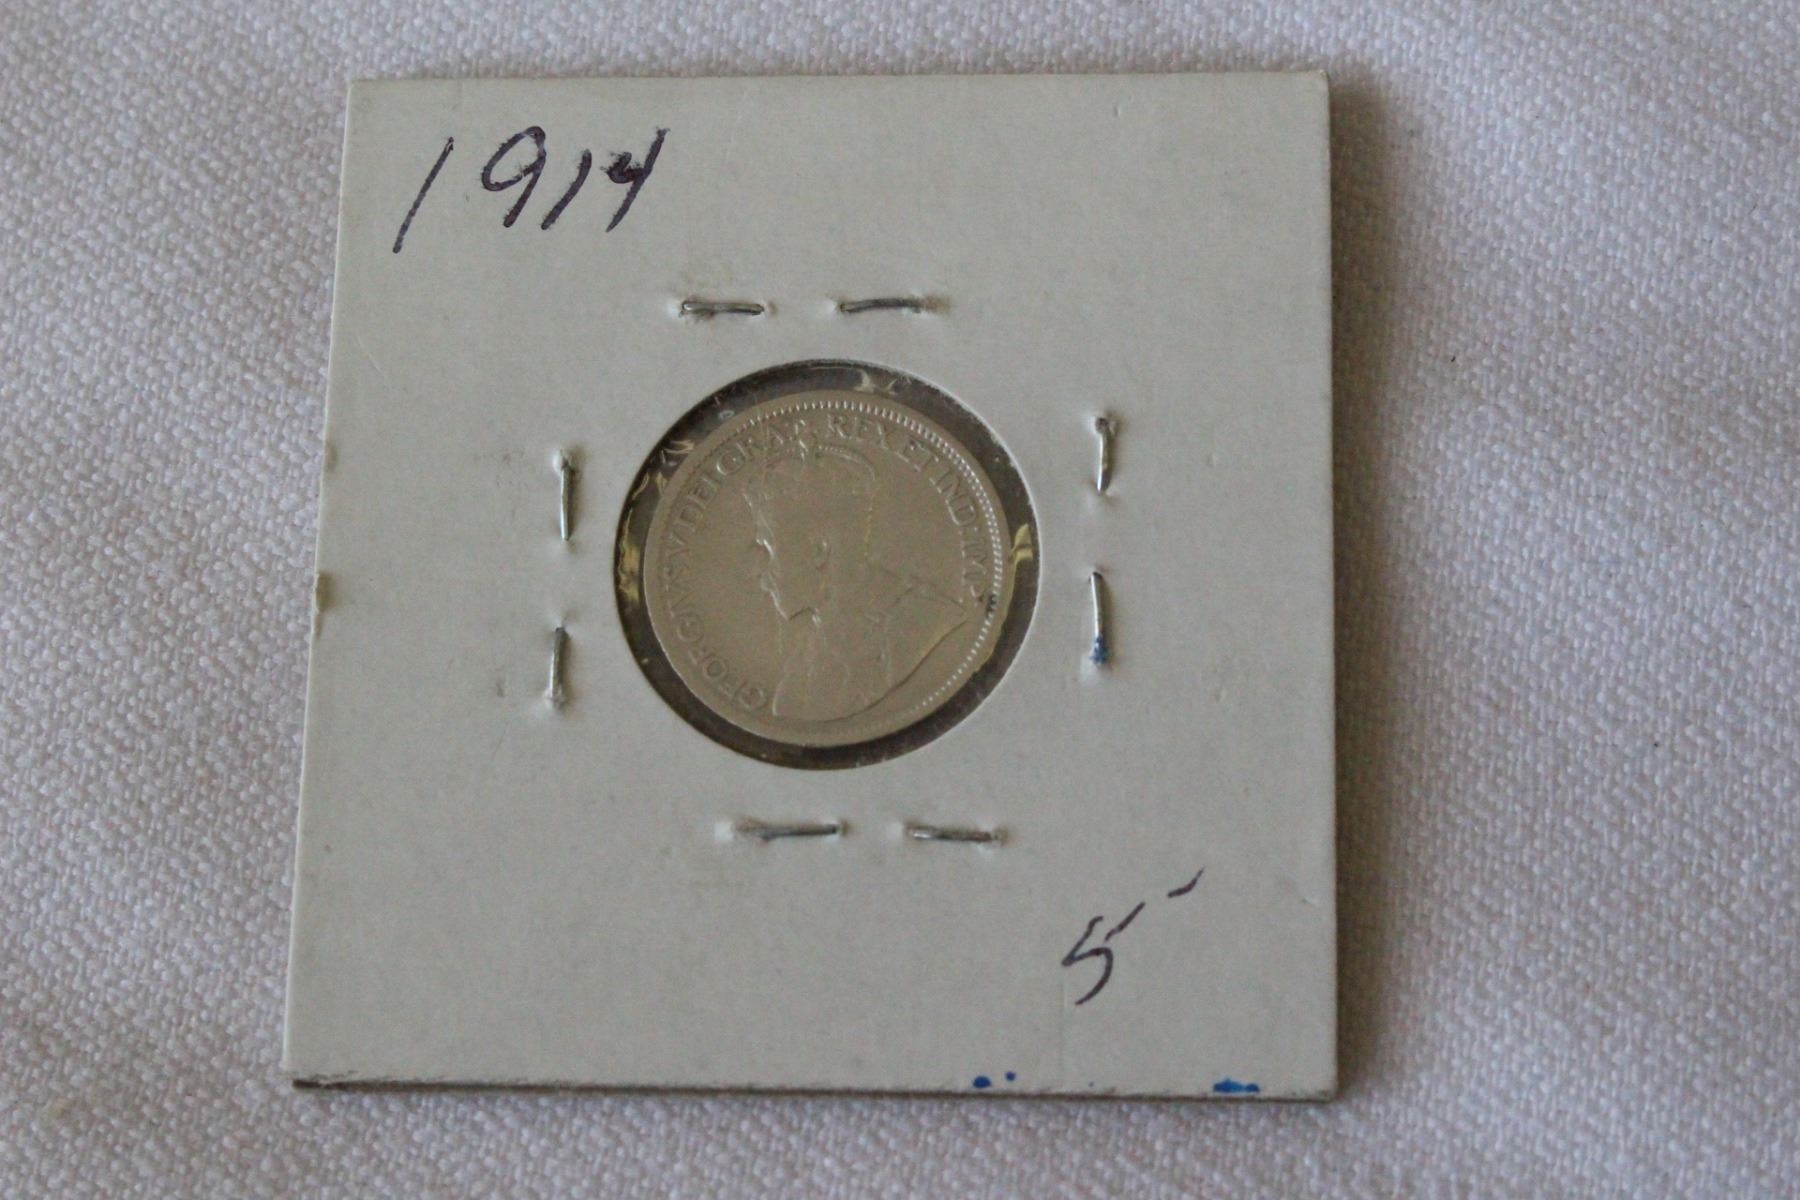 1914
GEORGIVS V DEI GRA: REX ET IND: IMP:
5-